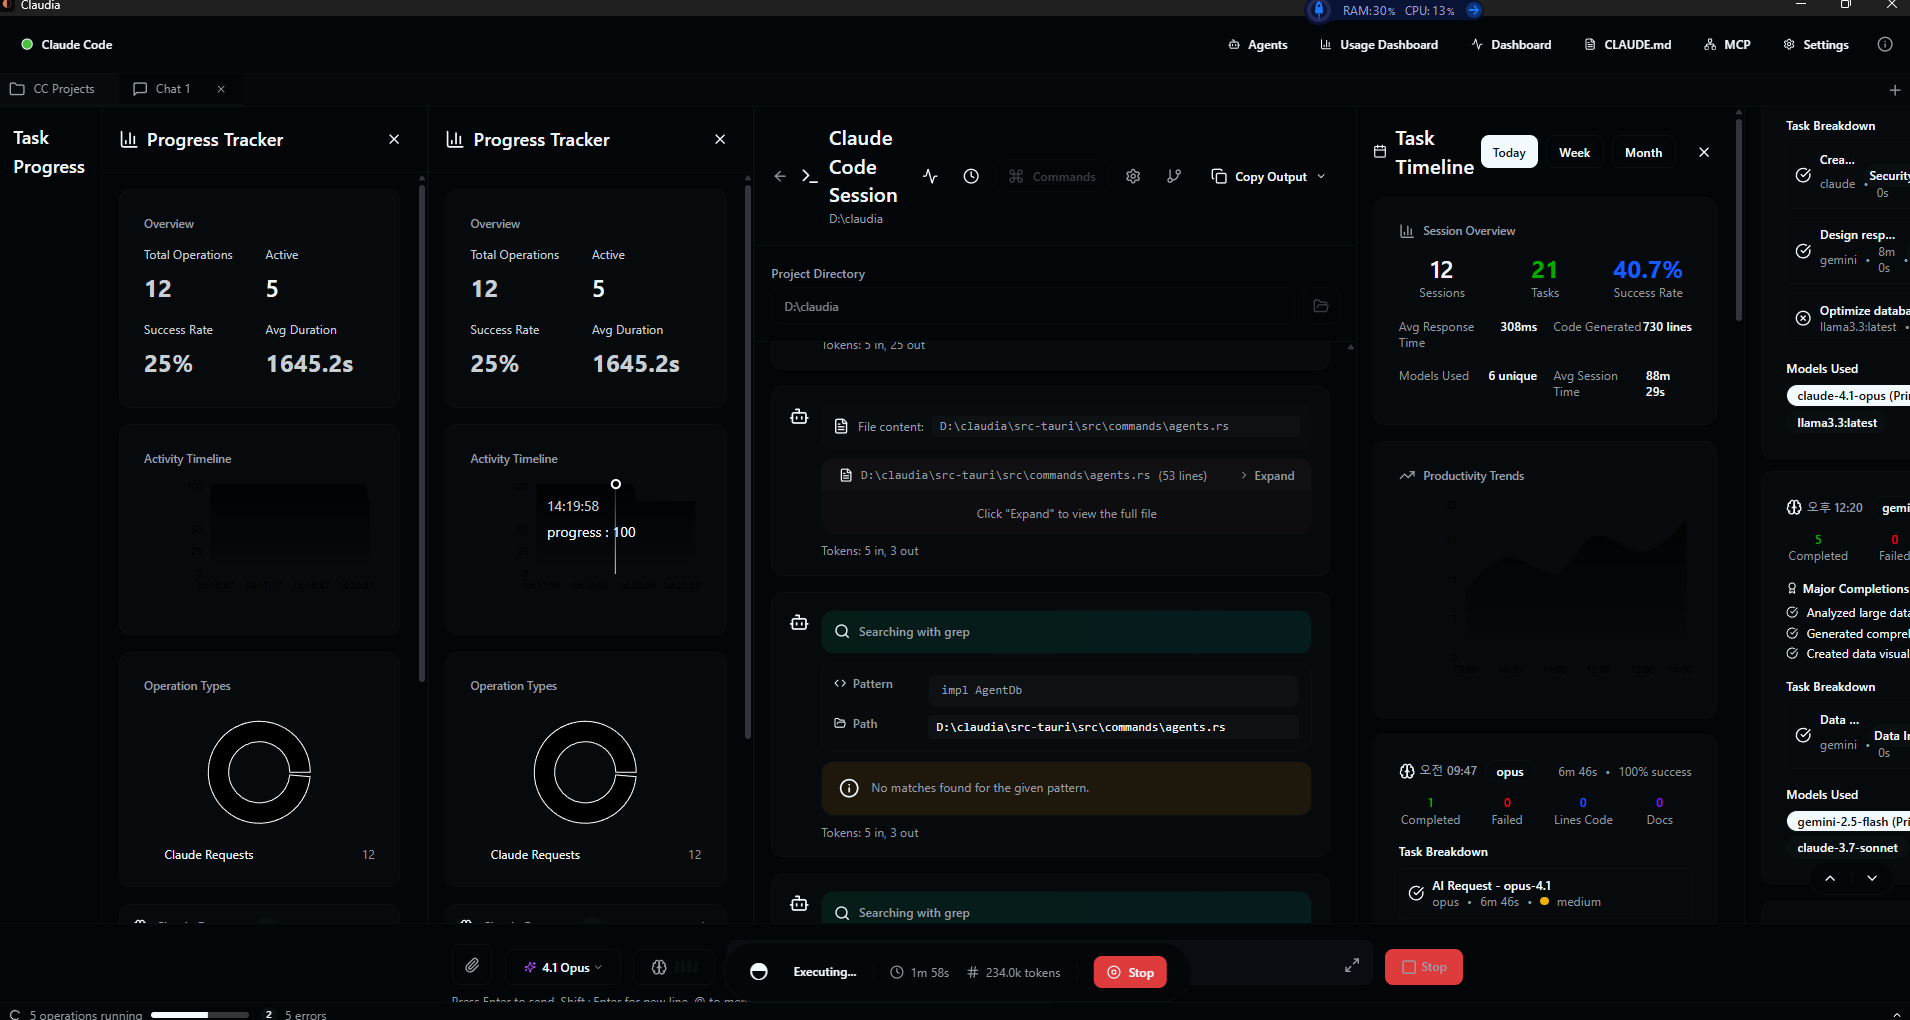 Claudia
RAM:30% CPU: 13%
Claude Code
Agents
Usage Dashboard
Dashboard
CLAUDE.md
MCP
Settings
CC Projects
Chat 1
Task
Progress
Progress Tracker
Overview
Total Operations
Active
12
5
Success Rate
Avg Duration
25%
1645.2s
Activity Timeline
Operation Types
Claude Requests
12
Progress Tracker
Overview
Total Operations
Active
12
5
Success Rate
Avg Duration
25%
1645.2s
Activity Timeline
14:19:58
progress : 100
Operation Types
Claude Requests
12
Claude
Code
Session
D:\claudia
Commands
Copy Output
Project Directory
D:\claudia
Tokens: 5 in, 25 out
File content:
D:\claudia\src-tauri\src\commands\agents.rs
D:\claudia\src-tauri\src\commands\agents.rs (53 lines)
Expand
Click "Expand" to view the full file
Tokens: 5 in, 3 out
Searching with grep
Pattern
impl AgentDb
Path
D:\claudia\src-tauri\src\commands\agents.rs
No matches found for the given pattern.
Tokens: 5 in, 3 out
Searching with grep
Task
Timeline
Today
Week
Month
Session Overview
12
21
40.7%
Sessions
Tasks
Success Rate
Avg Response
Time
308ms
Code Generated
730 lines
Models Used
6 unique
Avg Session
Time
88m
29s
Productivity Trends
오전 09:47
opus
6m 46s • 100% success
1
0
0
0
Completed
Failed
Lines Code
Docs
Task Breakdown
AI Request - opus-4.1
opus • 6m 46s • medium
Task Breakdown
Crea...
claude •
Security
0s
Design resp...
gemini •
8m
0s
•
Optimize databa
llama3.3:latest •
Models Used
claude-4.1-opus (Pri
llama3.3:latest
오후 12:20
gemi
5
0
Completed
Failed
Major Completions
Analyzed large data
Generated compre
Created data visual
Task Breakdown
Data ...
gemini •
Data In
0s
Models Used
gemini-2.5-flash (Pri
claude-3.7-sonnet
4.1 Opus
Executing...
1m 58s
# 234.0k tokens
Stop
Stop
Press Enter to send, Shift+Enter for new line, @ to men
5 operations running
2
5 errors